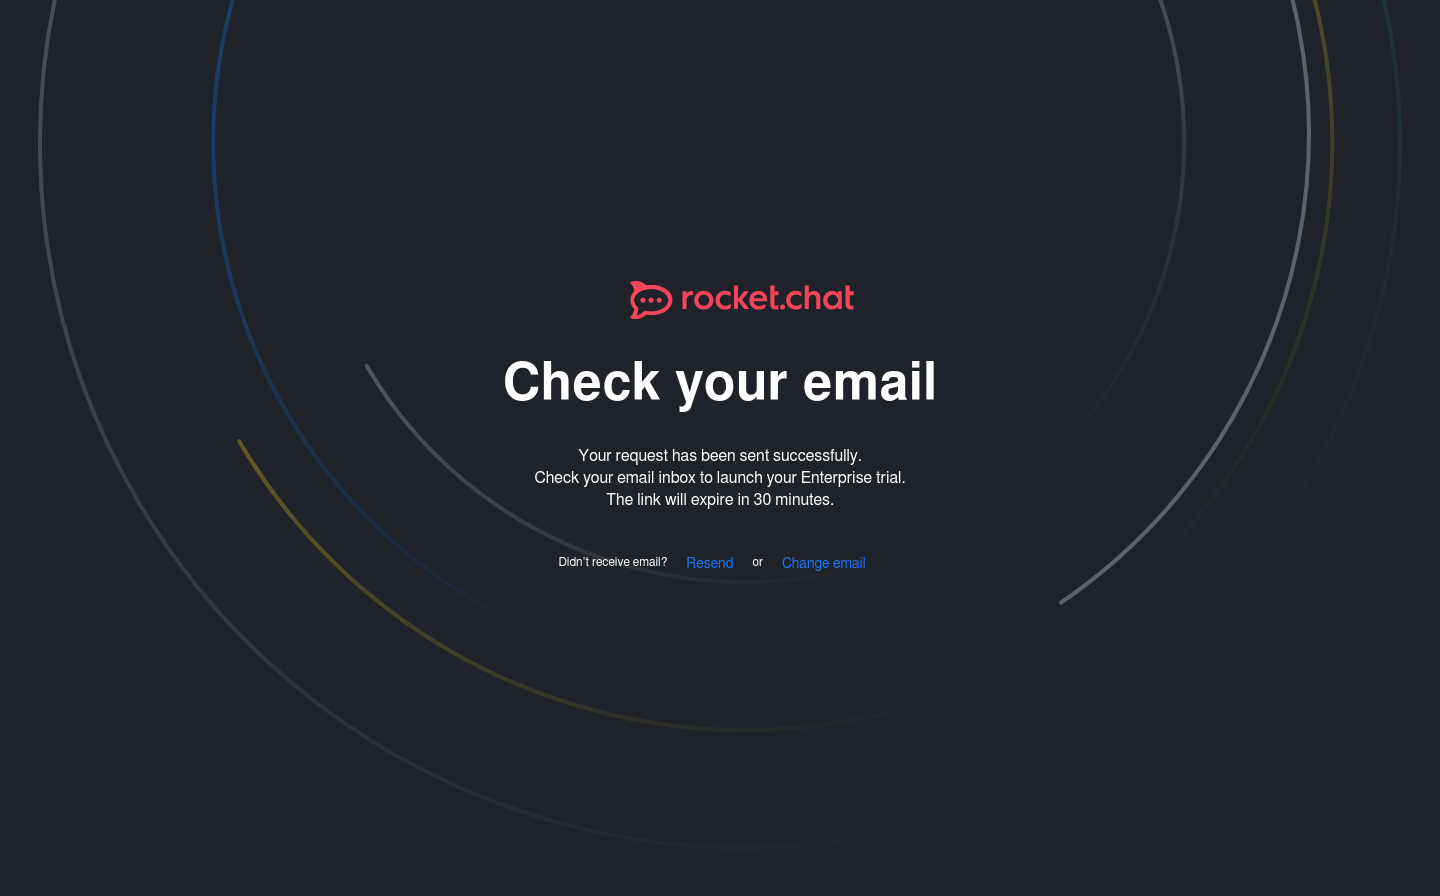 rocket.chat
Check your email
Your request has been sent successfully.
Check your email inbox to launch your Enterprise trial.
The link will expire in 30 minutes.
Didn't receive email? Resend or Change email